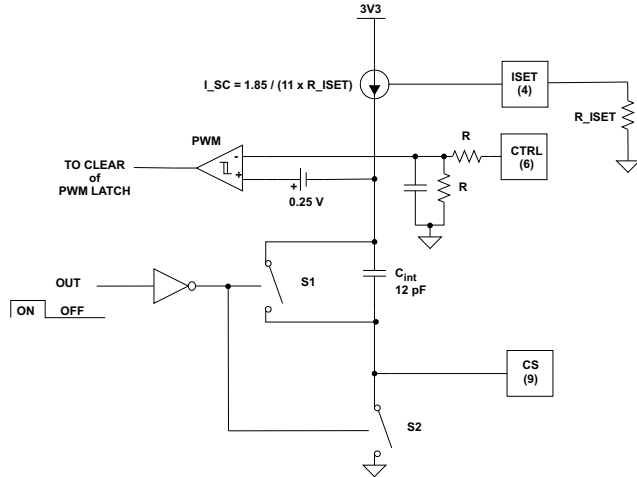 3V3
I_SC = 1.85 / (11 x R_ISET)
ISET
(4)
R_ISET
PWM
R
CTRL
(6)
-
+
TO CLEAR
of
PWM LATCH
+
0.25 V
R
S1
Cint
12 pF
OUT
ON
OFF
CS
(9)
S2